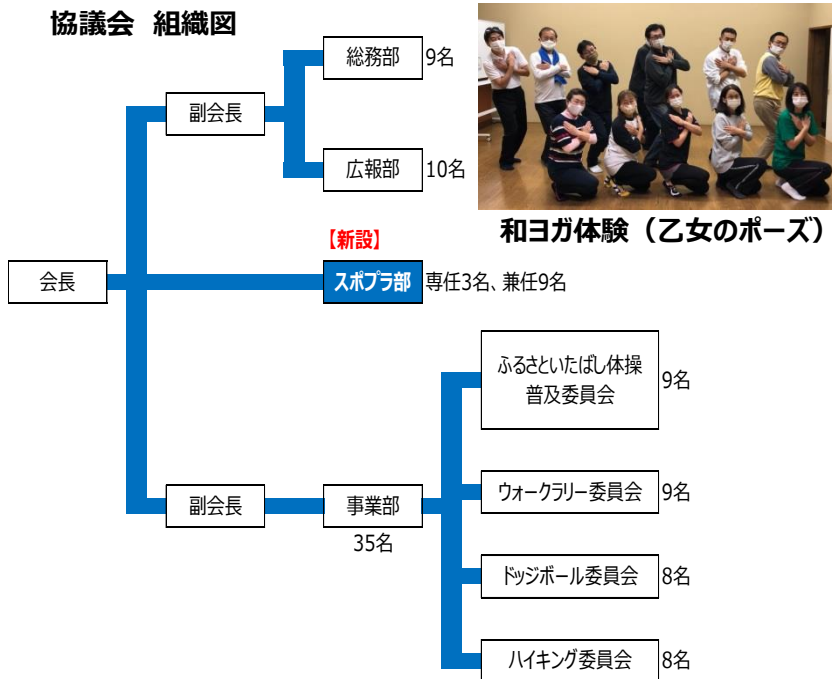 協議会 組織図
総務部 9名
副会長
広報部 10名
和ヨガ体験（乙女のポーズ）
【新設】
会長
スポプラ部 専任3名、兼任9名
ふるさといたばし体操
普及委員会
9名
副会長
事業部
35名
ウォークラリー委員会 9名
ドッジボール委員会 8名
ハイキング委員会 8名